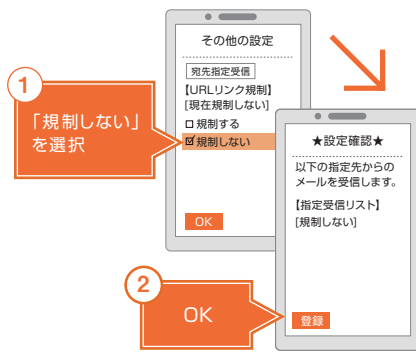 ①
「規制しない」
を選択
その他の設定
宛先指定受信
【URLリンク規制】
[現在規制しない]
規制する
規制しない
OK
②
OK
★設定確認★
以下の指定先からの
メールを受信します。
【指定受信リスト】
[規制しない]
登録